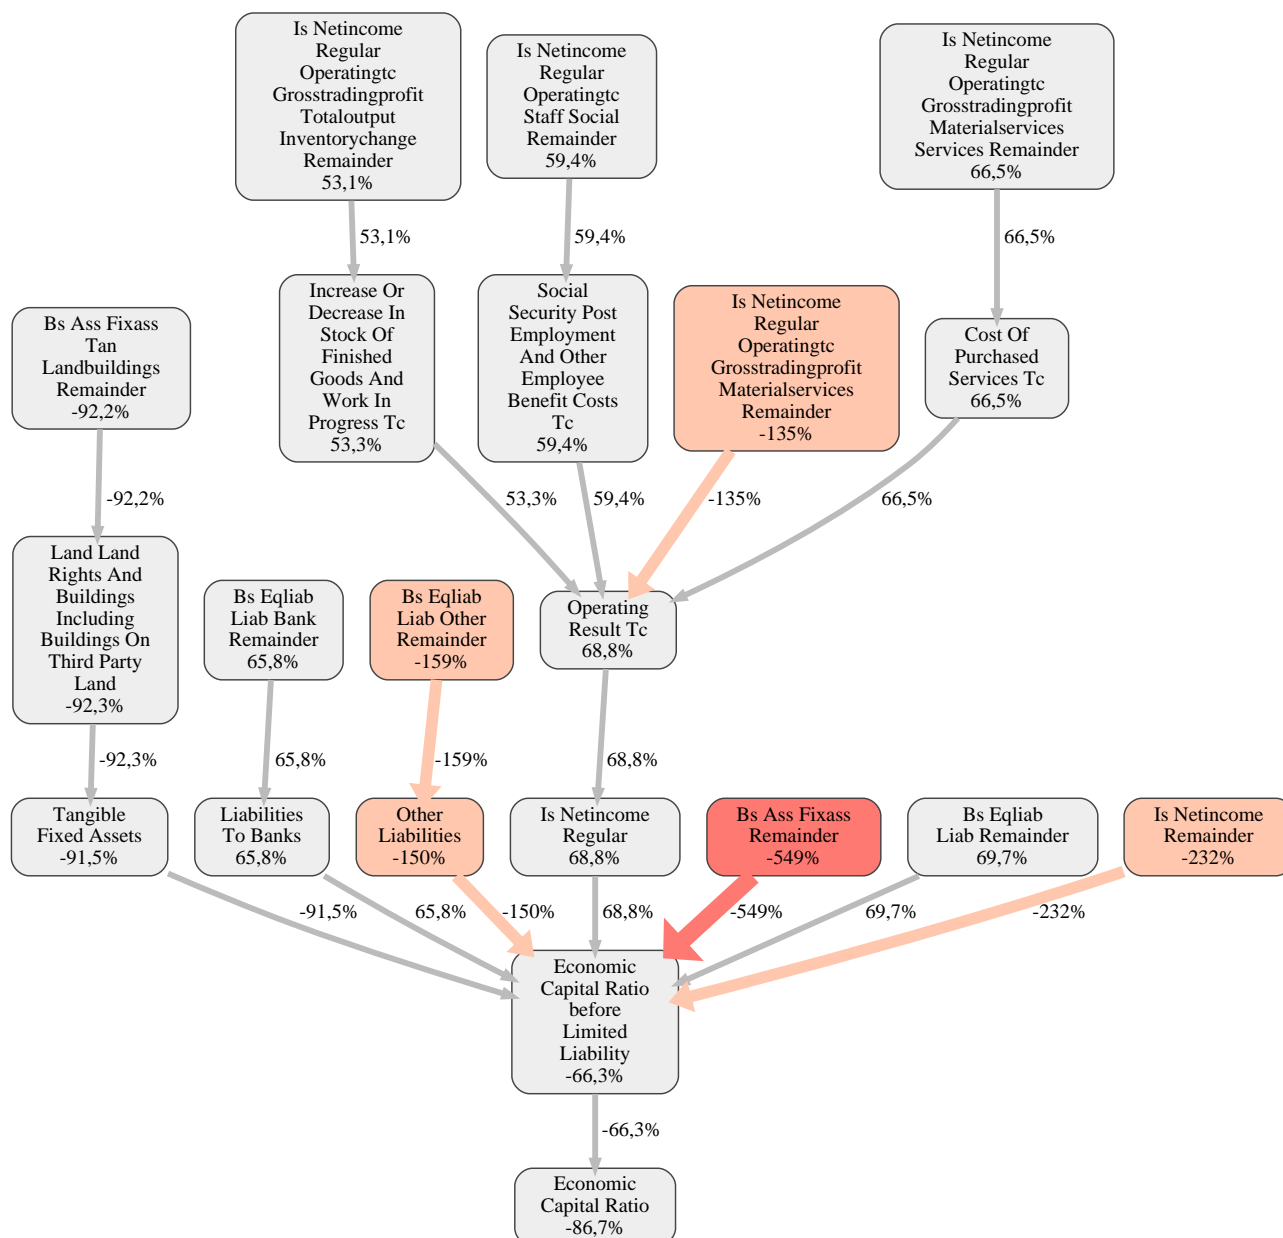 Is Netincome
Regular
Operatingtc
Grosstradingprofit
Totaloutput
Inventorychange
Remainder
53,1%
Is Netincome
Regular
Operatingtc
Staff Social
Remainder
59,4%
Is Netincome
Regular
Operatingtc
Grosstradingprofit
Materialservices
Services Remainder
66,5%
53,1%
59,4%
66,5%
Bs Ass Fixass
Tan
Landbuildings
Remainder
-92,2%
Increase Or
Decrease In
Stock Of
Finished
Goods And
Work In
Progress Tc
53,3%
Social
Security Post
Employment
And Other
Employee
Benefit Costs
Tc
59,4%
Is Netincome
Regular
Operatingtc
Grosstradingprofit
Materialservices
Remainder
-135%
Cost Of
Purchased
Services Tc
66,5%
-92,2%
53,3%
59,4%
-135%
66,5%
Land Land
Rights And
Buildings
Including
Buildings On
Third Party
Land
-92,3%
Bs Eqliab
Liab Bank
Remainder
65,8%
Bs Eqliab
Liab Other
Remainder
-159%
Operating
Result Tc
68,8%
-92,3%
65,8%
-159%
68,8%
Tangible
Fixed Assets
-91,5%
Liabilities
To Banks
65,8%
Other
Liabilities
-150%
Is Netincome
Regular
68,8%
Bs Ass Fixass
Remainder
-549%
Bs Eqliab
Liab Remainder
69,7%
Is Netincome
Remainder
-232%
-91,5%
65,8%
-150%
68,8%
-549%
69,7%
-232%
Economic
Capital Ratio
before
Limited
Liability
-66,3%
-66,3%
Economic
Capital Ratio
-86,7%